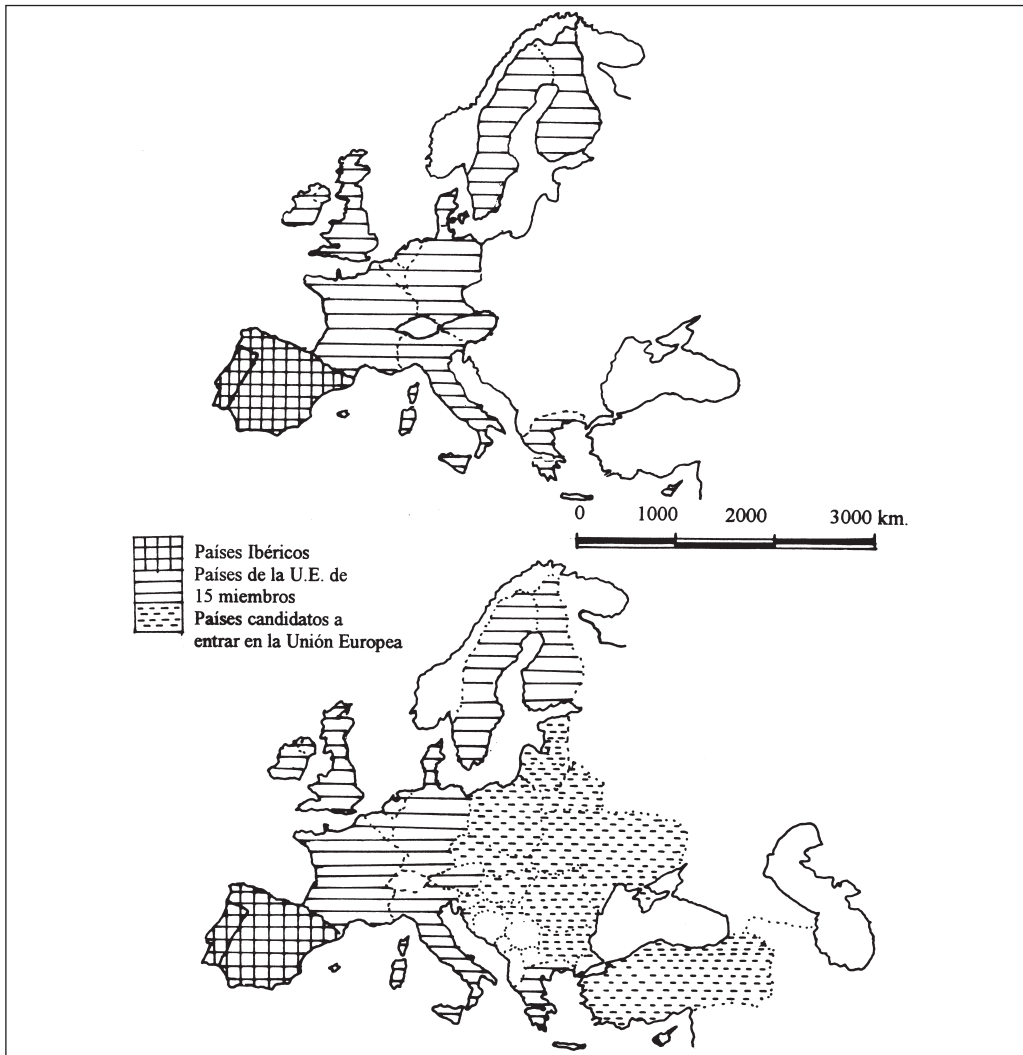 0 1000 2000 3000 km.
Países Ibéricos
Países de la U.E. de
15 miembros
Países candidatos a
entrar en la Unión Europea